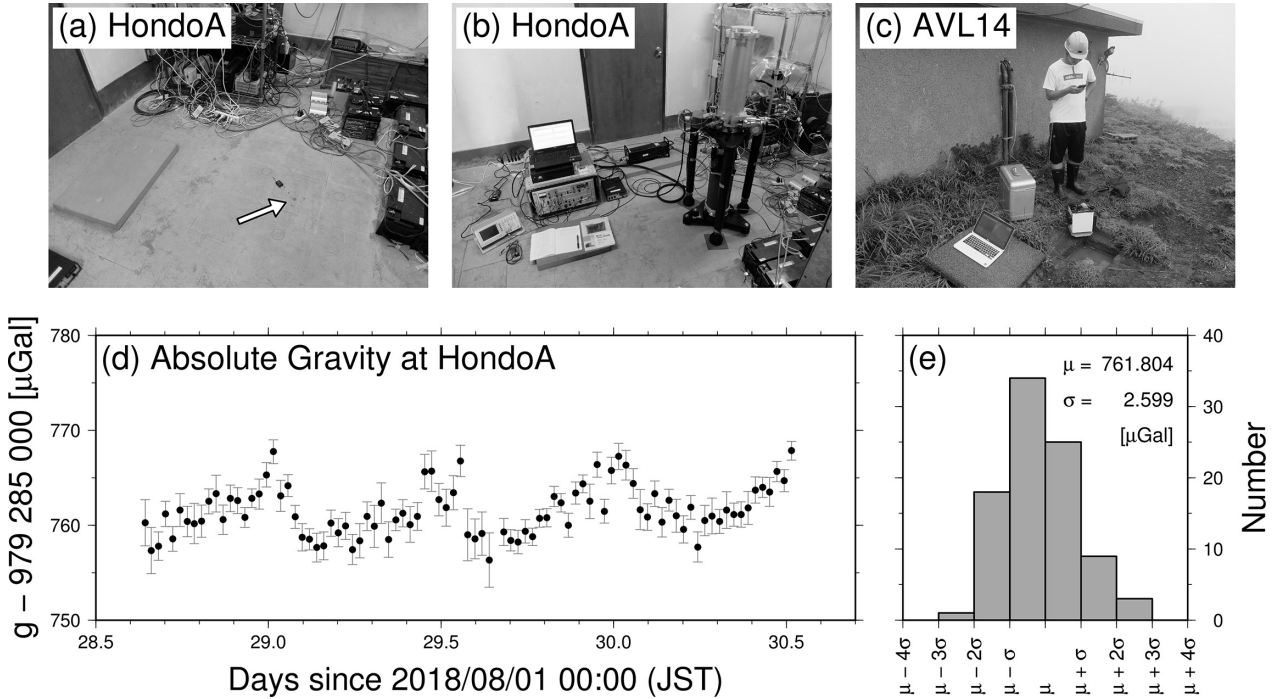 (a) HondoA
(b) HondoA
(c) AVL14
(d) Absolute Gravity at HondoA
g − 979 285 000 [μGal]
780
770
760
750
28.5 29.0 29.5 30.0 30.5
Days since 2018/08/01 00:00 (JST)
(e)
μ = 761.804
σ = 2.599
[μGal]
40
30
20
10
0
Number
μ − 4σ
μ − 3σ
μ − 2σ
μ − σ
μ
μ + σ
μ + 2σ
μ + 3σ
μ + 4σ